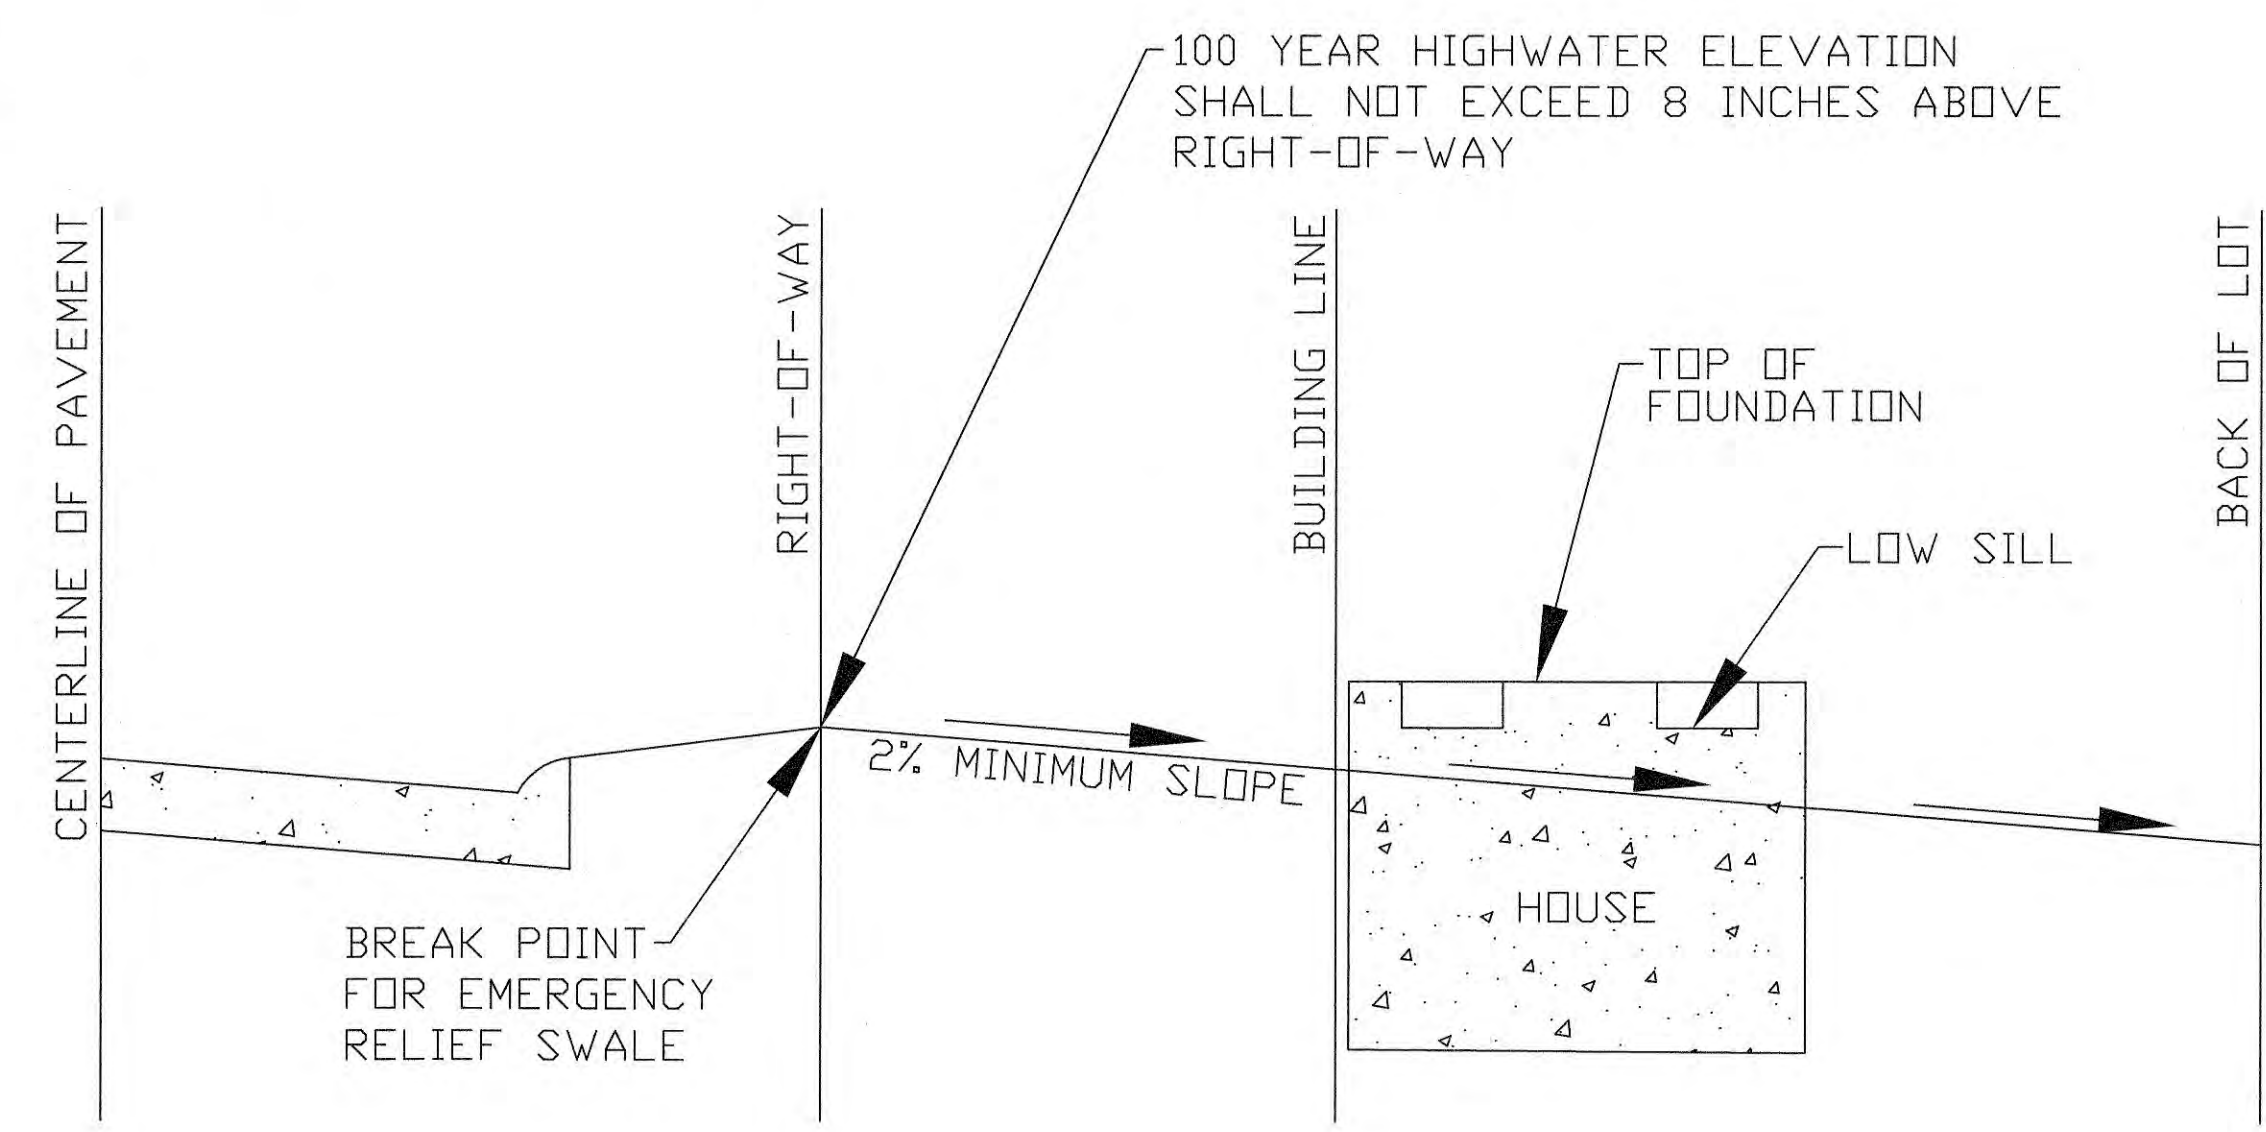 100 YEAR HIGHWATER ELEVATION
SHALL NOT EXCEED 8 INCHES ABOVE
RIGHT-OF-WAY
CENTERLINE OF PAVEMENT
RIGHT-OF-WAY
BUILDING LINE
BACK OF LOT
TOP OF
FOUNDATION
LOW SILL
2% MINIMUM SLOPE
HOUSE
BREAK POINT
FOR EMERGENCY
RELIEF SWALE